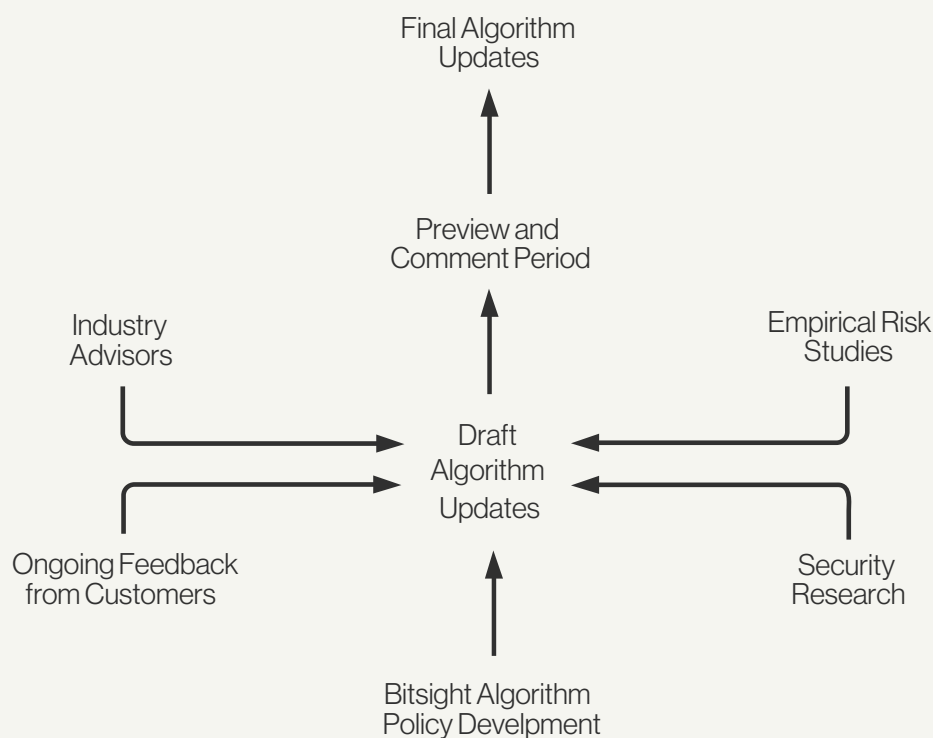 Final Algorithm
Updates
Preview and
Comment Period
Industry
Advisors
Empirical Risk
Studies
Draft
Algorithm
Updates
Ongoing Feedback
from Customers
Security
Research
Bitsight Algorithm
Policy Develpment